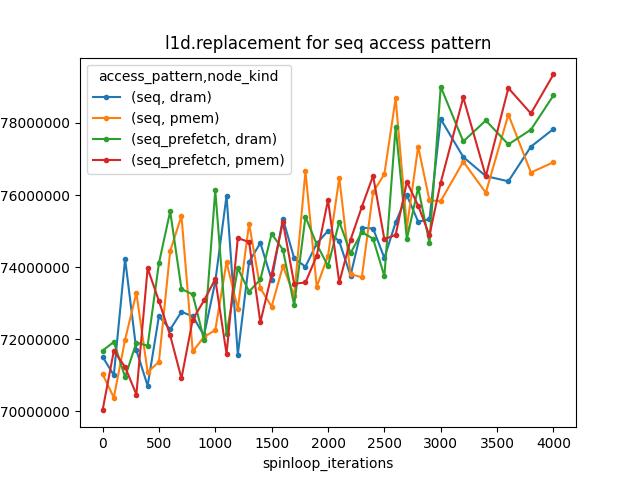 l1d.replacement for seq access pattern
access_pattern,node_kind
(seq, dram)
(seq, pmem)
(seq_prefetch, dram)
(seq_prefetch, pmem)
78000000
76000000
74000000
72000000
70000000
0 500 1000 1500 2000 2500 3000 3500 4000
spinloop_iterations